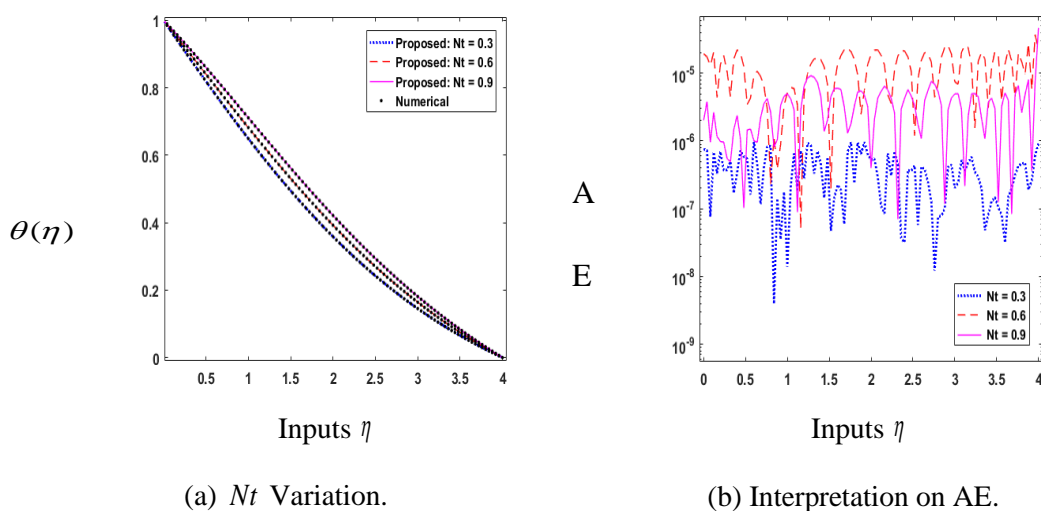 θ(η)
1
0.8
0.6
0.4
0.2
0
0.5 1 1.5 2 2.5 3 3.5 4
Proposed: Nt = 0.3
Proposed: Nt = 0.6
Proposed: Nt = 0.9
Numerical
Inputs η
(a) Nt Variation.
A
E
10^-5
10^-6
10^-7
10^-8
10^-9
0 0.5 1 1.5 2 2.5 3 3.5 4
Nt = 0.3
Nt = 0.6
Nt = 0.9
Inputs η
(b) Interpretation on AE.